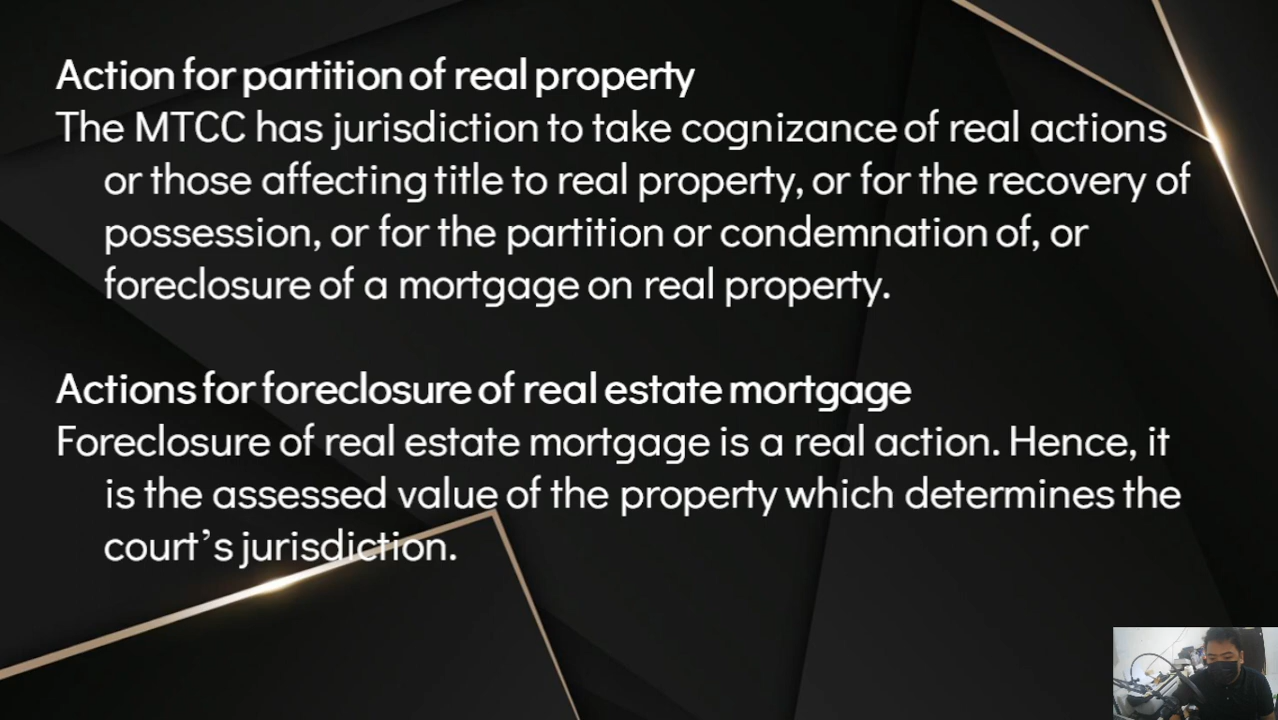 Action for partition of real property
The MTCC has jurisdiction to take cognizance of real actions
or those affecting title to real property, or for the recovery of
possession, or for the partition or condemnation of, or
foreclosure of a mortgage on real property.
Actions for foreclosure of real estate mortgage
Foreclosure of real estate mortgage is a real action. Hence, it
is the assessed value of the property which determines the
court’s jurisdiction.